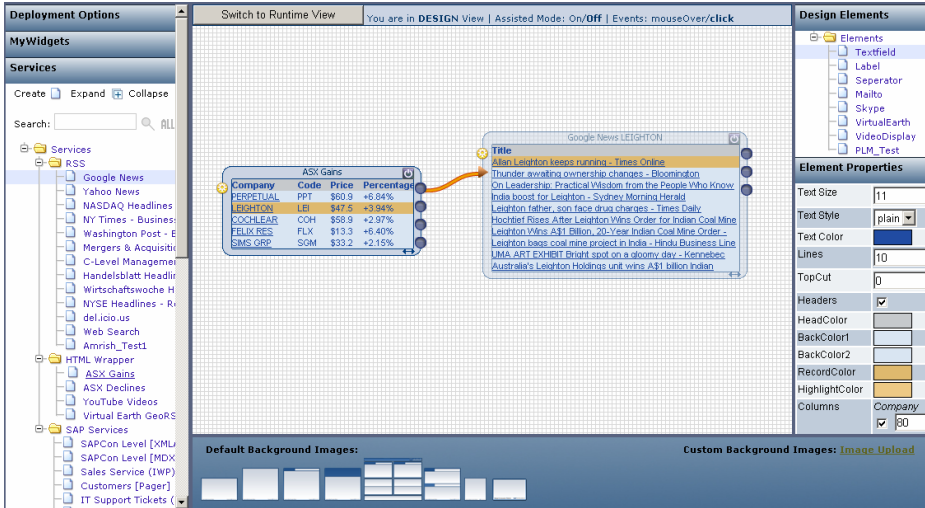 Deployment Options
MyWidgets
Services
Create Expand Collapse
Search: ALL
Services
RSS
Google News
Yahoo News
NASDAQ Headlines
NY Times - Busines
Washington Post - B
Mergers & Acquisitic
C-Level Managemer
Handelsblatt Headlir
Wirtschaftswoche H
NYSE Headlines - R
del.icio.us
Web Search
Amrish_Test1
HTML Wrapper
ASX Gains
ASX Declines
YouTube Videos
Virtual Earth GeoRS
SAP Services
SAPCon Level [XML
SAPCon Level [MDX
Sales Service (IWP)
Customers [Pager]
IT Support Tickets (
Switch to Runtime View
You are in DESIGN View | Assisted Mode: On/Off | Events: mouseOver/click
ASX Gains
Company Code Price Percentage
PERPETUAL PPT $60.9 +6.84%
LEIGHTON LEI $47.5 +3.94%
COCHLEAR COH $58.9 +2.97%
FELIX RES FLX $13.3 +6.40%
SIMS GRP SGM $33.2 +2.15%
Google News LEIGHTON
Title
Allan Leighton keeps running - Times Online
Thunder awaiting ownership changes - Bloomington
On Leadership: Practical Wisdom from the People Who Know
India boost for Leighton - Sydney Morning Herald
Leighton father, son face drug charges - Times Daily
Hochtief Rises After Leighton Wins Order for Indian Coal Mine
Leighton Wins A$1 Billion, 20-Year Indian Coal Mine Order -
Leighton bags coal mine project in India - Hindu Business Line
UMA ART EXHIBIT Bright spot on a gloomy day - Kennebec
Australia's Leighton Holdings unit wins A$1 billion Indian
Default Background Images:
Custom Background Images: Image Upload
Design Elements
Elements
Textfield
Label
Seperator
Mailto
Skype
VirtualEarth
VideoDisplay
PLM_Test
Element Properties
Text Size 11
Text Style plain
Text Color
Lines 10
TopCut 0
Headers
HeadColor
BackColor1
BackColor2
RecordColor
HighlightColor
Columns Company
80